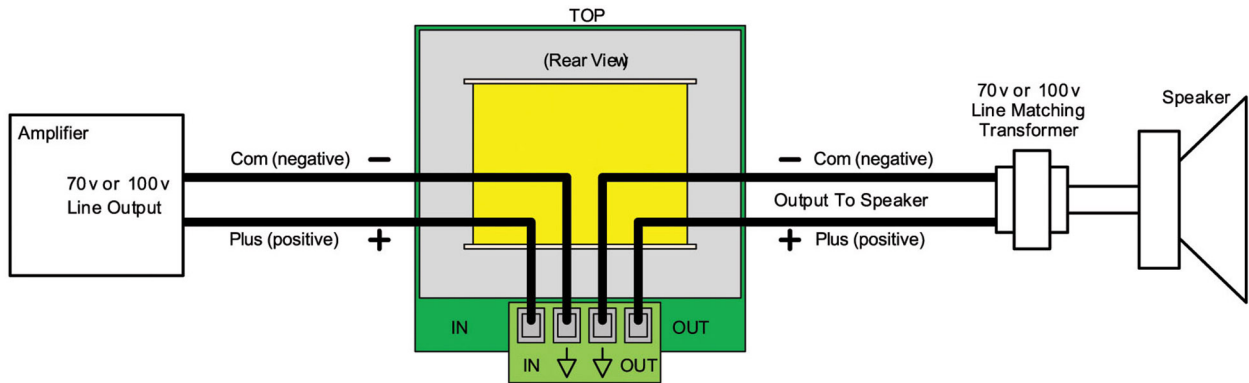 TOP
(Rear View)
Amplifier
70v or 100v
Line Output
Com (negative) −
Plus (positive) +
− Com (negative)
Output To Speaker
+ Plus (positive)
70v or 100v
Line Matching
Transformer
Speaker
IN
OUT
IN
OUT